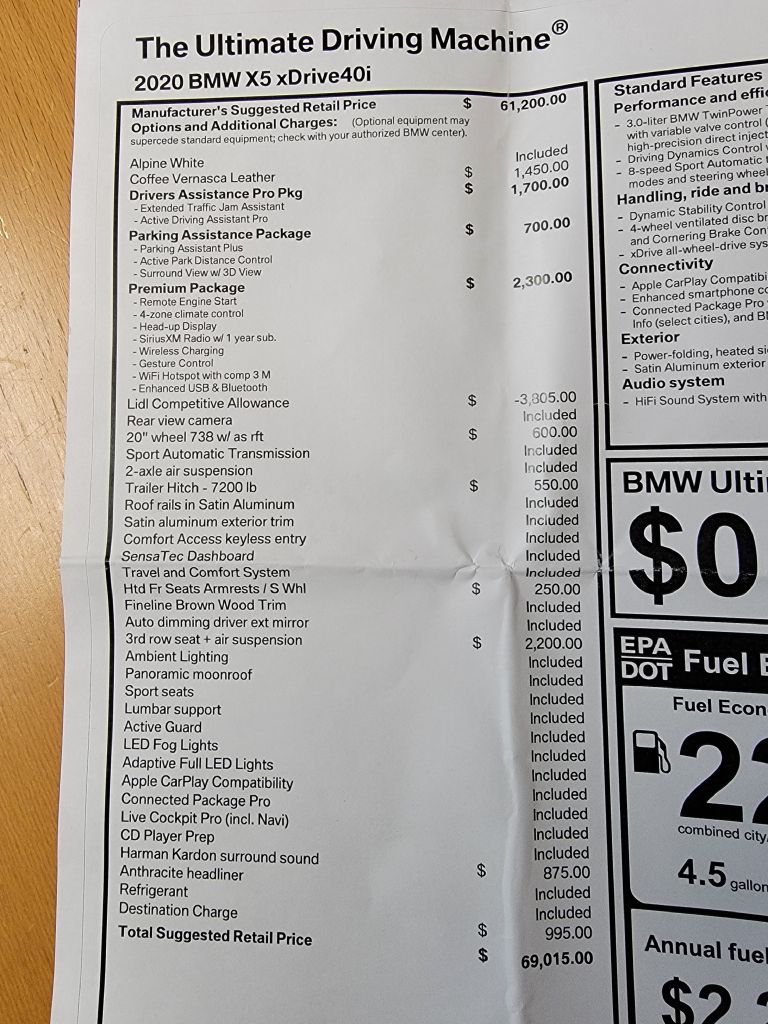 The Ultimate Driving Machine®
2020 BMW X5 xDrive40i
Manufacturer's Suggested Retail Price $ 61,200.00
Options and Additional Charges: (Optional equipment may
supercede standard equipment; check with your authorized BMW center).
Alpine White Included
Coffee Vernasca Leather $ 1,450.00
Drivers Assistance Pro Pkg $ 1,700.00
- Extended Traffic Jam Assistant
- Active Driving Assistant Pro
Parking Assistance Package $ 700.00
- Parking Assistant Plus
- Active Park Distance Control
- Surround View w/ 3D View
Premium Package $ 2,300.00
- Remote Engine Start
- 4-zone climate control
- Head-up Display
- SiriusXM Radio w/ 1 year sub.
- Wireless Charging
- Gesture Control
- WiFi Hotspot with comp 3 M
- Enhanced USB & Bluetooth
Lidl Competitive Allowance $ -3,805.00
Rear view camera Included
20" wheel 738 w/ as rft $ 600.00
Sport Automatic Transmission Included
2-axle air suspension Included
Trailer Hitch - 7200 lb $ 550.00
Roof rails in Satin Aluminum Included
Satin aluminum exterior trim Included
Comfort Access keyless entry Included
SensaTec Dashboard Included
Travel and Comfort System Included
Htd Fr Seats Armrests / S Whl $ 250.00
Fineline Brown Wood Trim Included
Auto dimming driver ext mirror Included
3rd row seat + air suspension $ 2,200.00
Ambient Lighting Included
Panoramic moonroof Included
Sport seats Included
Lumbar support Included
Active Guard Included
LED Fog Lights Included
Adaptive Full LED Lights Included
Apple CarPlay Compatibility Included
Connected Package Pro Included
Live Cockpit Pro (incl. Navi) Included
CD Player Prep Included
Harman Kardon surround sound $ 875.00
Anthracite headliner Included
Refrigerant Included
Destination Charge $ 995.00
Total Suggested Retail Price $ 69,015.00
Standard Features
Performance and effi
- 3.0-liter BMW TwinPower
with variable valve control (
high-precision direct inject
- Driving Dynamics Control
- 8-speed Sport Automatic
modes and steering wheel
Handling, ride and br
- Dynamic Stability Control
- 4-wheel ventilated disc br
and Cornering Brake Con
- xDrive all-wheel-drive sys
Connectivity
- Apple CarPlay Compatibi
- Enhanced smartphone co
- Connected Package Pro
Info (select cities), and B
Exterior
- Power-folding, heated si
- Satin Aluminum exterior
Audio system
- HiFi Sound System with
BMW Ulti
$0
EPA
DOT Fuel E
Fuel Econ
22
combined city
4.5 gallon
Annual fuel
$2,